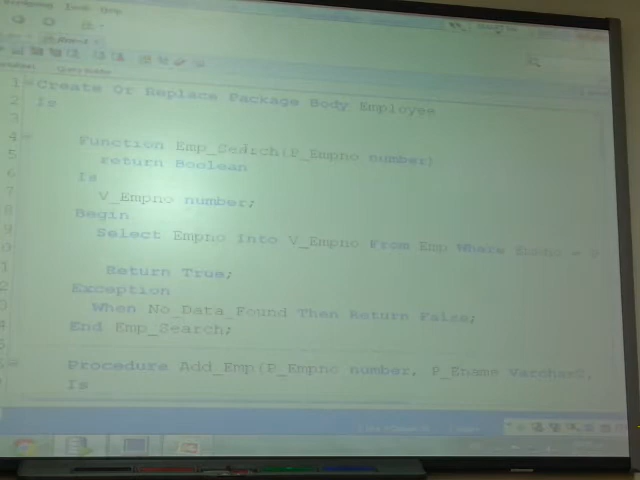 Create Or Replace Package Body Employee
Is
Function Emp_Search(P_Empno number)
return Boolean
Is
V_Empno number;
Begin
Select Empno Into V_Empno From Emp Where Empno = P
Return True;
Exception
When No_Data_Found Then Return False;
End Emp_Search;
Procedure Add_Emp(P_Empno number, P_Ename Varchar2,
Is